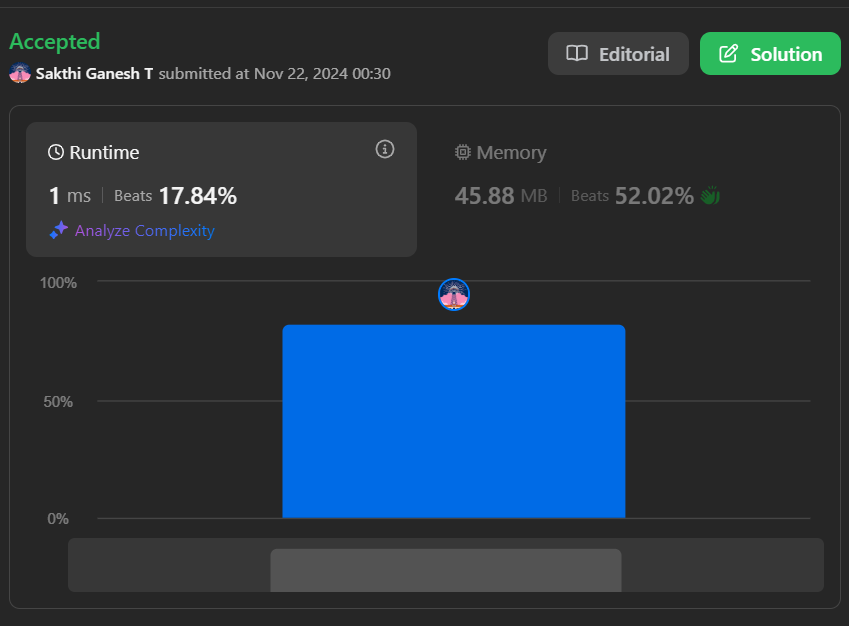 Accepted
Sakthi Ganesh T submitted at Nov 22, 2024 00:30
Editorial
Solution
Runtime
1 ms Beats 17.84%
Analyze Complexity
Memory
45.88 MB Beats 52.02%
100%
50%
0%